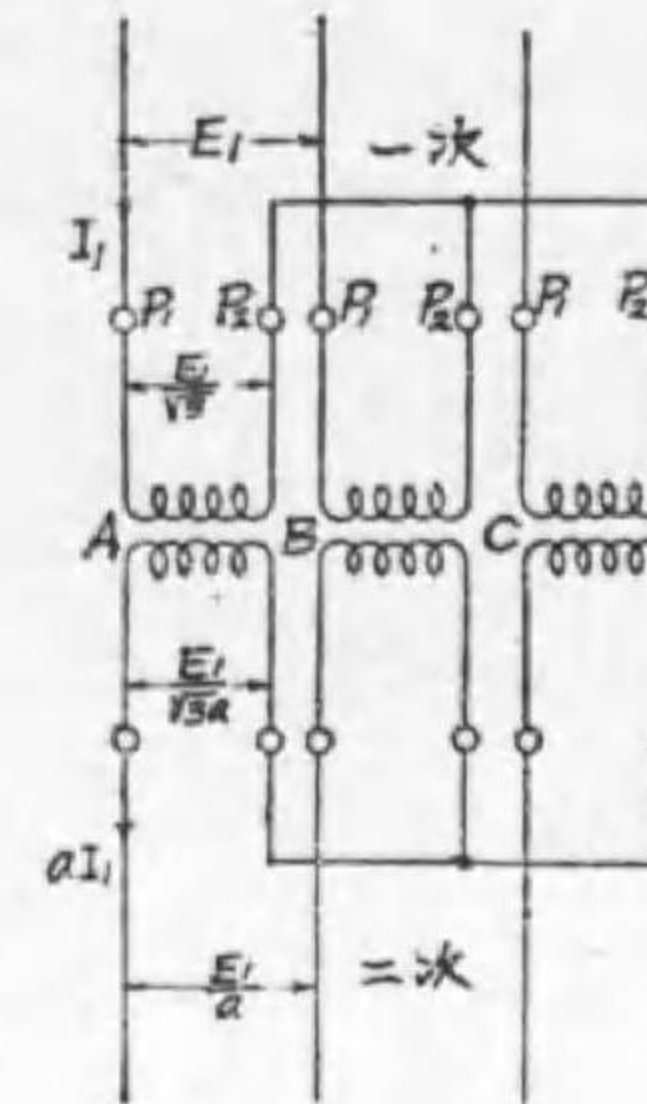 E₁ 一次
I₁
P₁ P₂ P₁ P₂ P₁ P₂
E₁/√3
A B C
E₁/√3a
aI₁
E₁/a 二次